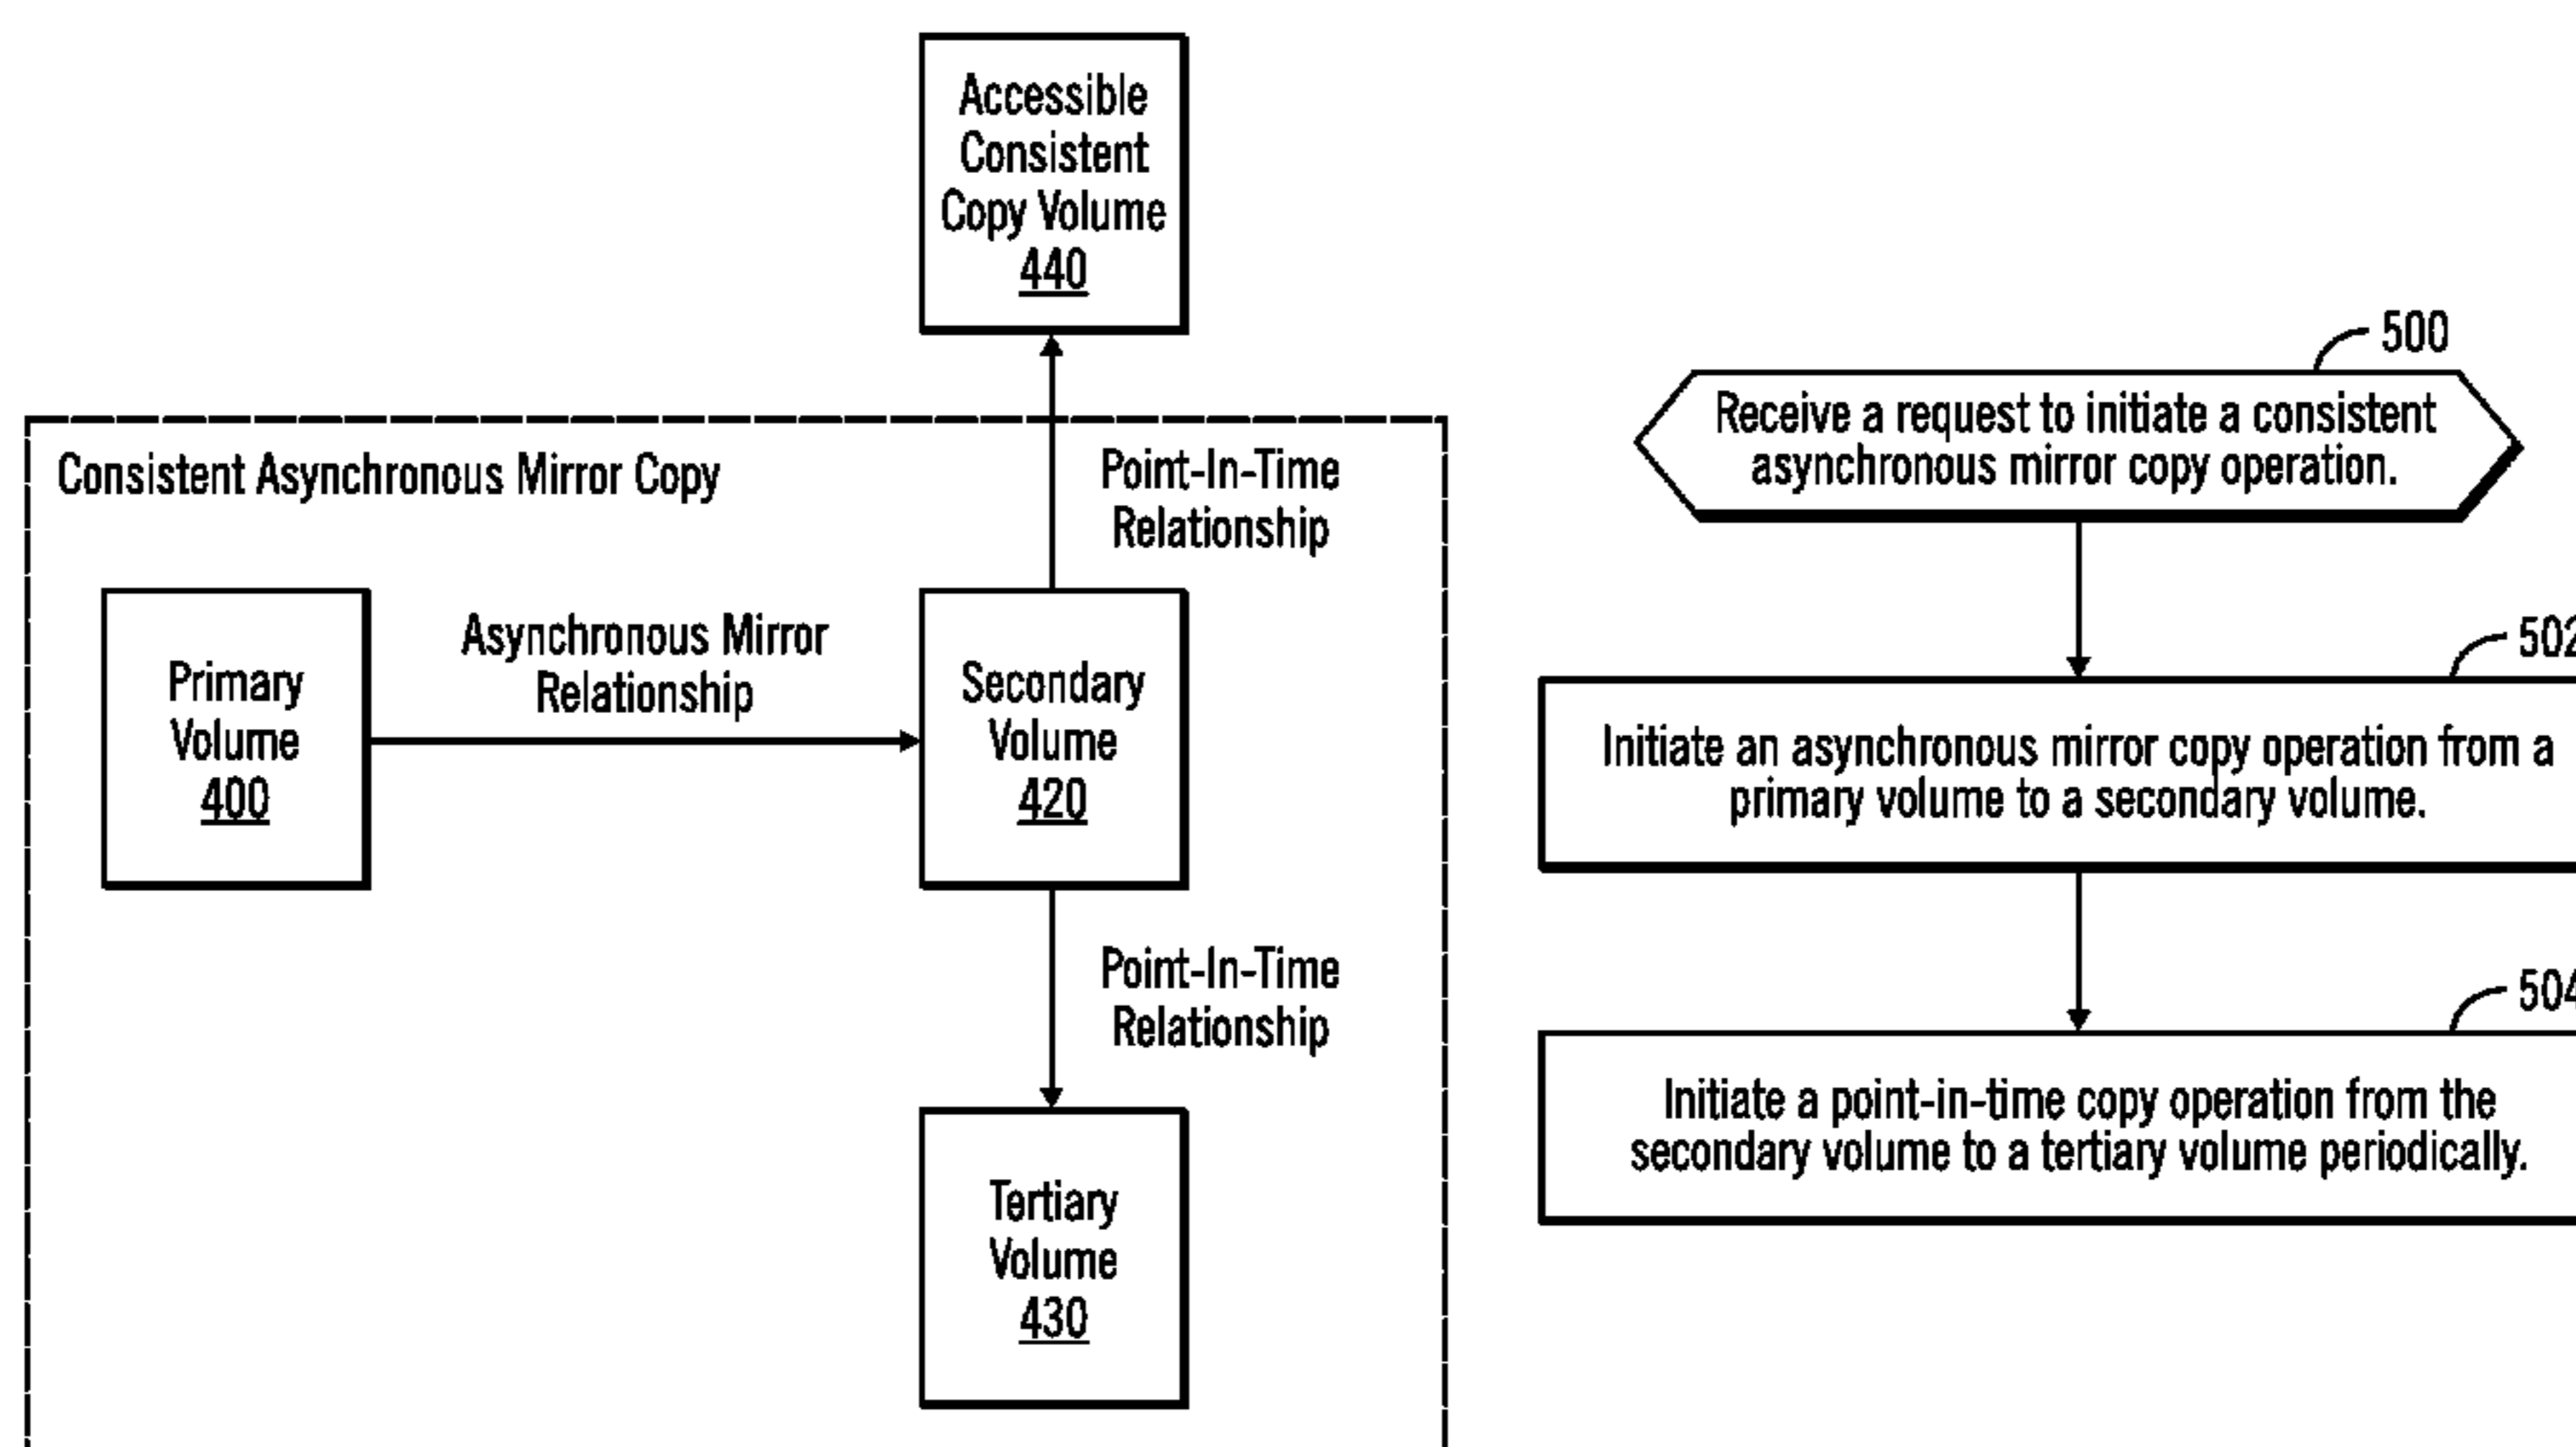 Accessible
Consistent
Copy Volume
440
Consistent Asynchronous Mirror Copy
Point-In-Time
Relationship
Primary
Volume
400
Asynchronous Mirror
Relationship
Secondary
Volume
420
Point-In-Time
Relationship
Tertiary
Volume
430
500
Receive a request to initiate a consistent
asynchronous mirror copy operation.
502
Initiate an asynchronous mirror copy operation from a
primary volume to a secondary volume.
504
Initiate a point-in-time copy operation from the
secondary volume to a tertiary volume periodically.